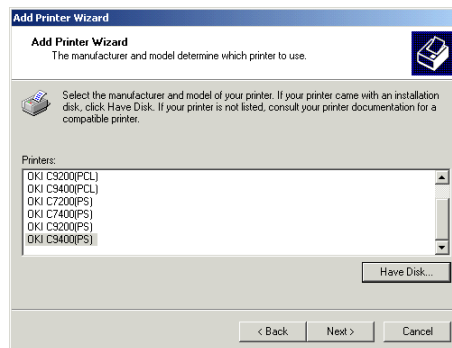 Add Printer Wizard
Add Printer Wizard
The manufacturer and model determine which printer to use.
Select the manufacturer and model of your printer. If your printer came with an installation
disk, click Have Disk. If your printer is not listed, consult your printer documentation for a
compatible printer.
Printers:
OKI C9200(PCL)
OKI C9400(PCL)
OKI C7200(PS)
OKI C7400(PS)
OKI C9200(PS)
OKI C9400(PS)
Have Disk...
< Back
Next >
Cancel